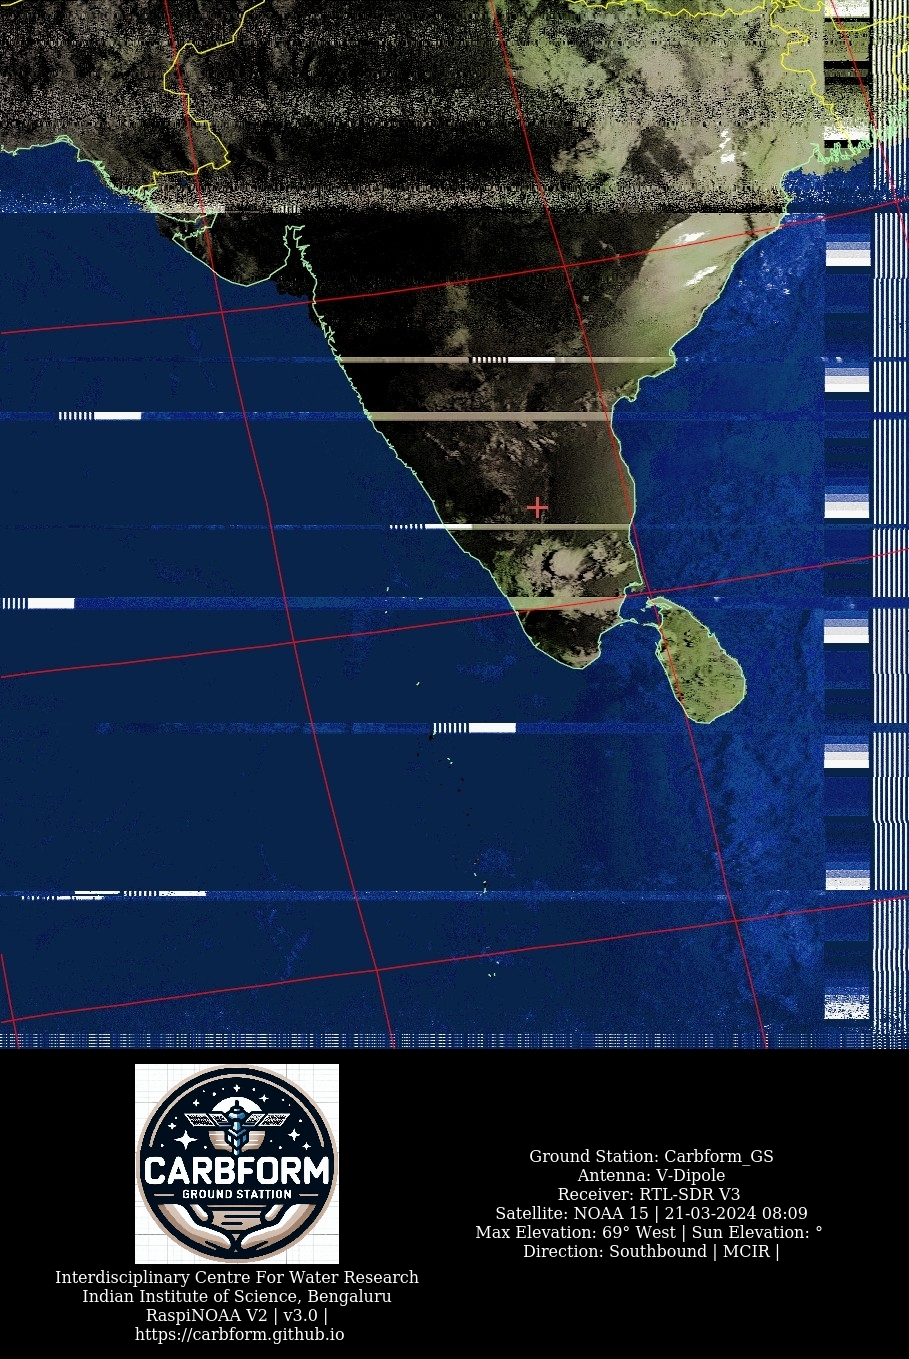 CARBFORM
GROUND STATTION
Interdisciplinary Centre For Water Research
Indian Institute of Science, Bengaluru
RaspiNOAA V2 | v3.0 |
https://carbform.github.io
Ground Station: Carbform_GS
Antenna: V-Dipole
Receiver: RTL-SDR V3
Satellite: NOAA 15 | 21-03-2024 08:09
Max Elevation: 69° West | Sun Elevation: °
Direction: Southbound | MCIR |